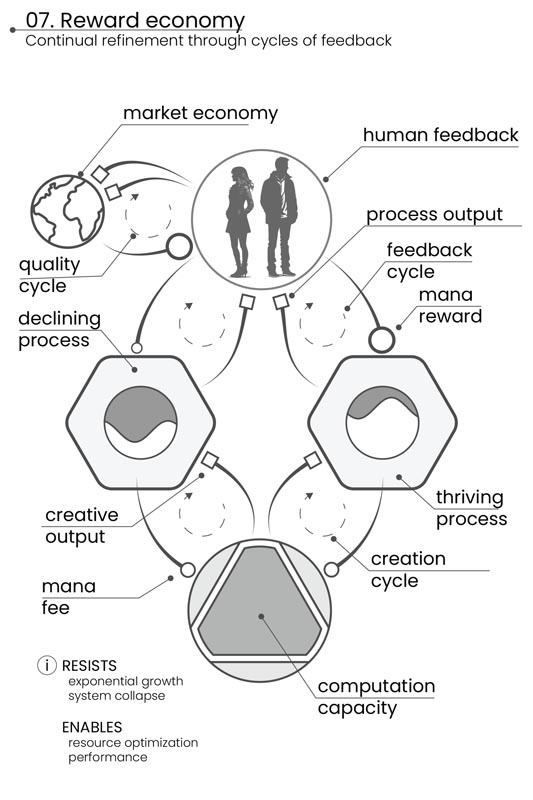 07. Reward economy
Continual refinement through cycles of feedback
market economy
human feedback
process output
feedback
cycle
quality
cycle
mana
reward
declining
process
thriving
process
creative
output
creation
cycle
mana
fee
i RESISTS
exponential growth
system collapse
computation
capacity
ENABLES
resource optimization
performance